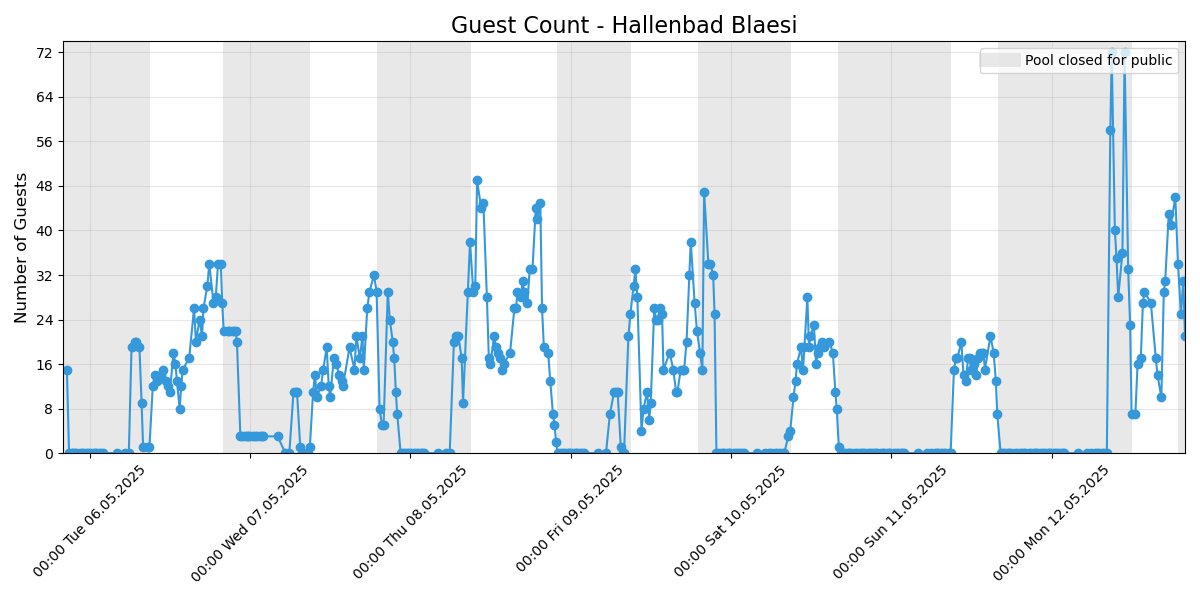 Guest Count - Hallenbad Blaesi
Pool closed for public
Number of Guests
72
64
56
48
40
32
24
16
8
0
00:00 Tue 06.05.2025
00:00 Wed 07.05.2025
00:00 Thu 08.05.2025
00:00 Fri 09.05.2025
00:00 Sat 10.05.2025
00:00 Sun 11.05.2025
00:00 Mon 12.05.2025